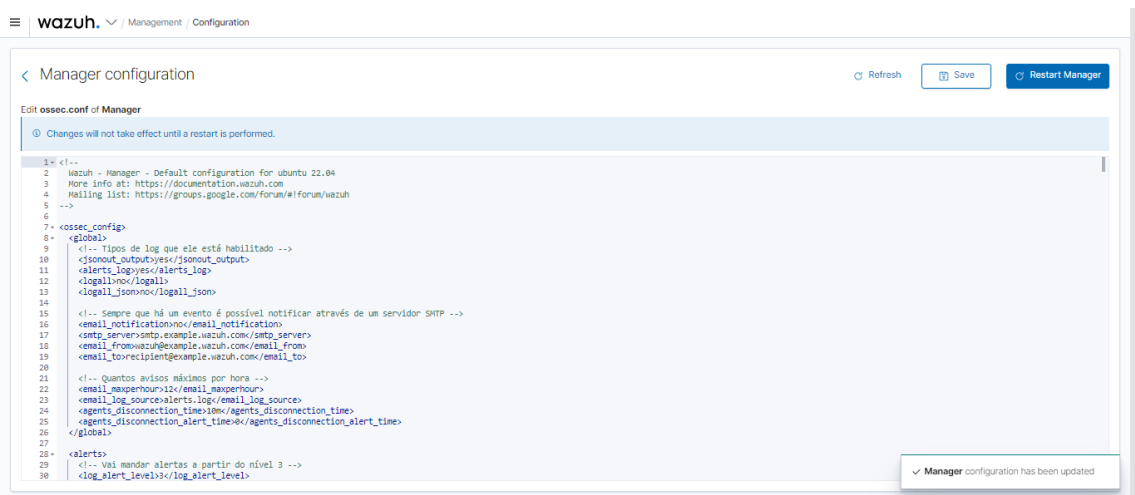 wazuh. / Management / Configuration
Manager configuration
Refresh
Save
Restart Manager
Edit ossec.conf of Manager
Changes will not take effect until a restart is performed.
1 <!--
2 Wazuh - Manager - Default configuration for ubuntu 22.04
3 More info at: https://documentation.wazuh.com
4 Mailing list: https://groups.google.com/forum/#!forum/wazuh
5 -->
6
7 <ossec_config>
8 <global>
9 <!-- Tipos de log que ele está habilitado -->
10 <jsonout_output>yes</jsonout_output>
11 <alerts_log>yes</alerts_log>
12 <logall>no</logall>
13 <logall_json>no</logall_json>
14
15 <!-- Sempre que há um evento é possível notificar através de um servidor SMTP -->
16 <email_notification>no</email_notification>
17 <smtp_server>smtp.example.wazuh.com</smtp_server>
18 <email_from>wazuh@example.wazuh.com</email_from>
19 <email_to>recipient@example.wazuh.com</email_to>
20
21 <!-- Quantos avisos máximos por hora -->
22 <email_maxperhour>12</email_maxperhour>
23 <email_log_source>alerts.log</email_log_source>
24 <agents_disconnection_time>10m</agents_disconnection_time>
25 <agents_disconnection_alert_time>0</agents_disconnection_alert_time>
26 </global>
27
28 <alerts>
29 <!-- Vai mandar alertas a partir do nível 3 -->
30 <log_alert_level>3</log_alert_level>
Manager configuration has been updated